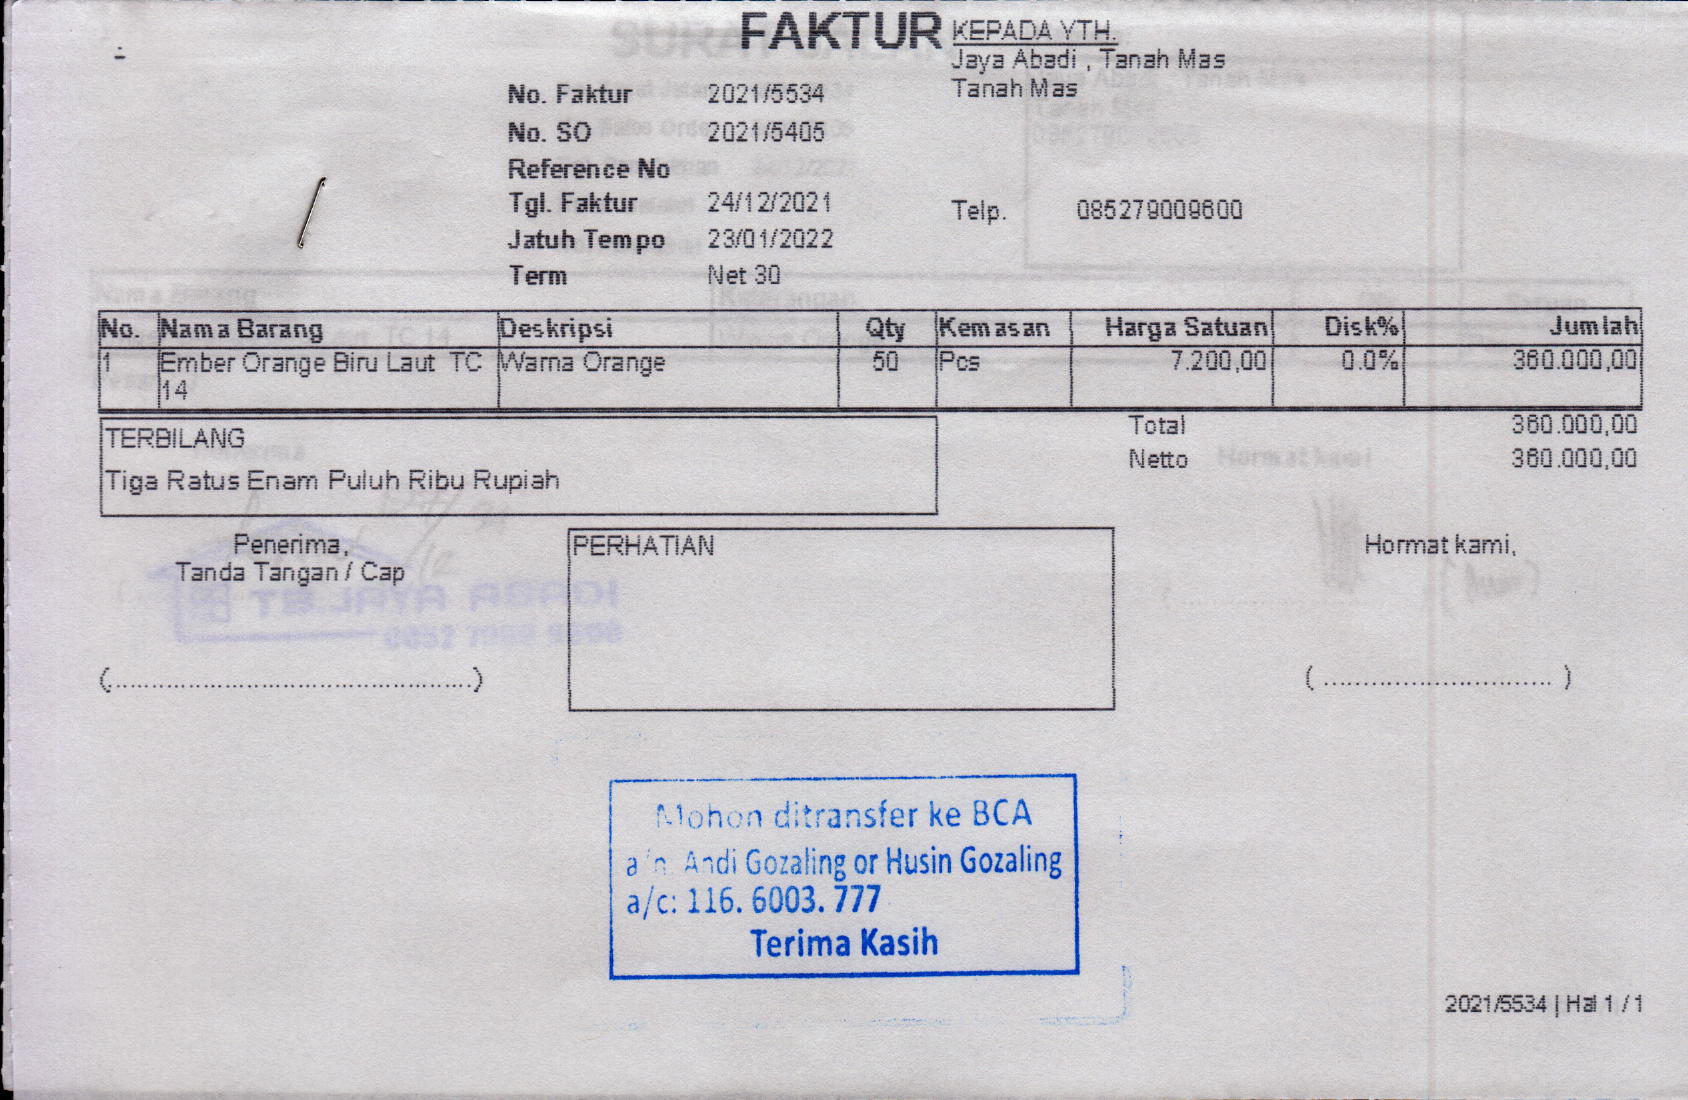 FAKTUR
KEPADA YTH.
Jaya Abadi , Tanah Mas
Tanah Mas
No. Faktur 2021/5534
No. SO 2021/5405
Reference No
Tgl. Faktur 24/12/2021
Telp. 085279009600
Jatuh Tempo 23/01/2022
Term Net 30
No. Nama Barang Deskripsi Qty Kemasan Harga Satuan Disk% Jumlah
1 Ember Orange Biru Laut TC Warna Orange 50 Pcs 7.200,00 0.0% 360.000,00
14
Total 360.000,00
TERBILANG
Netto 360.000,00
Tiga Ratus Enam Puluh Ribu Rupiah
Penerima,
Tanda Tangan / Cap
PERHATIAN
Hormat kami,
(..........................................)
( ........................... )
Mohon ditransfer ke BCA
a/n. Andi Gozaling or Husin Gozaling
a/c: 116. 6003. 777
Terima Kasih
2021/5534 | Hal 1 / 1